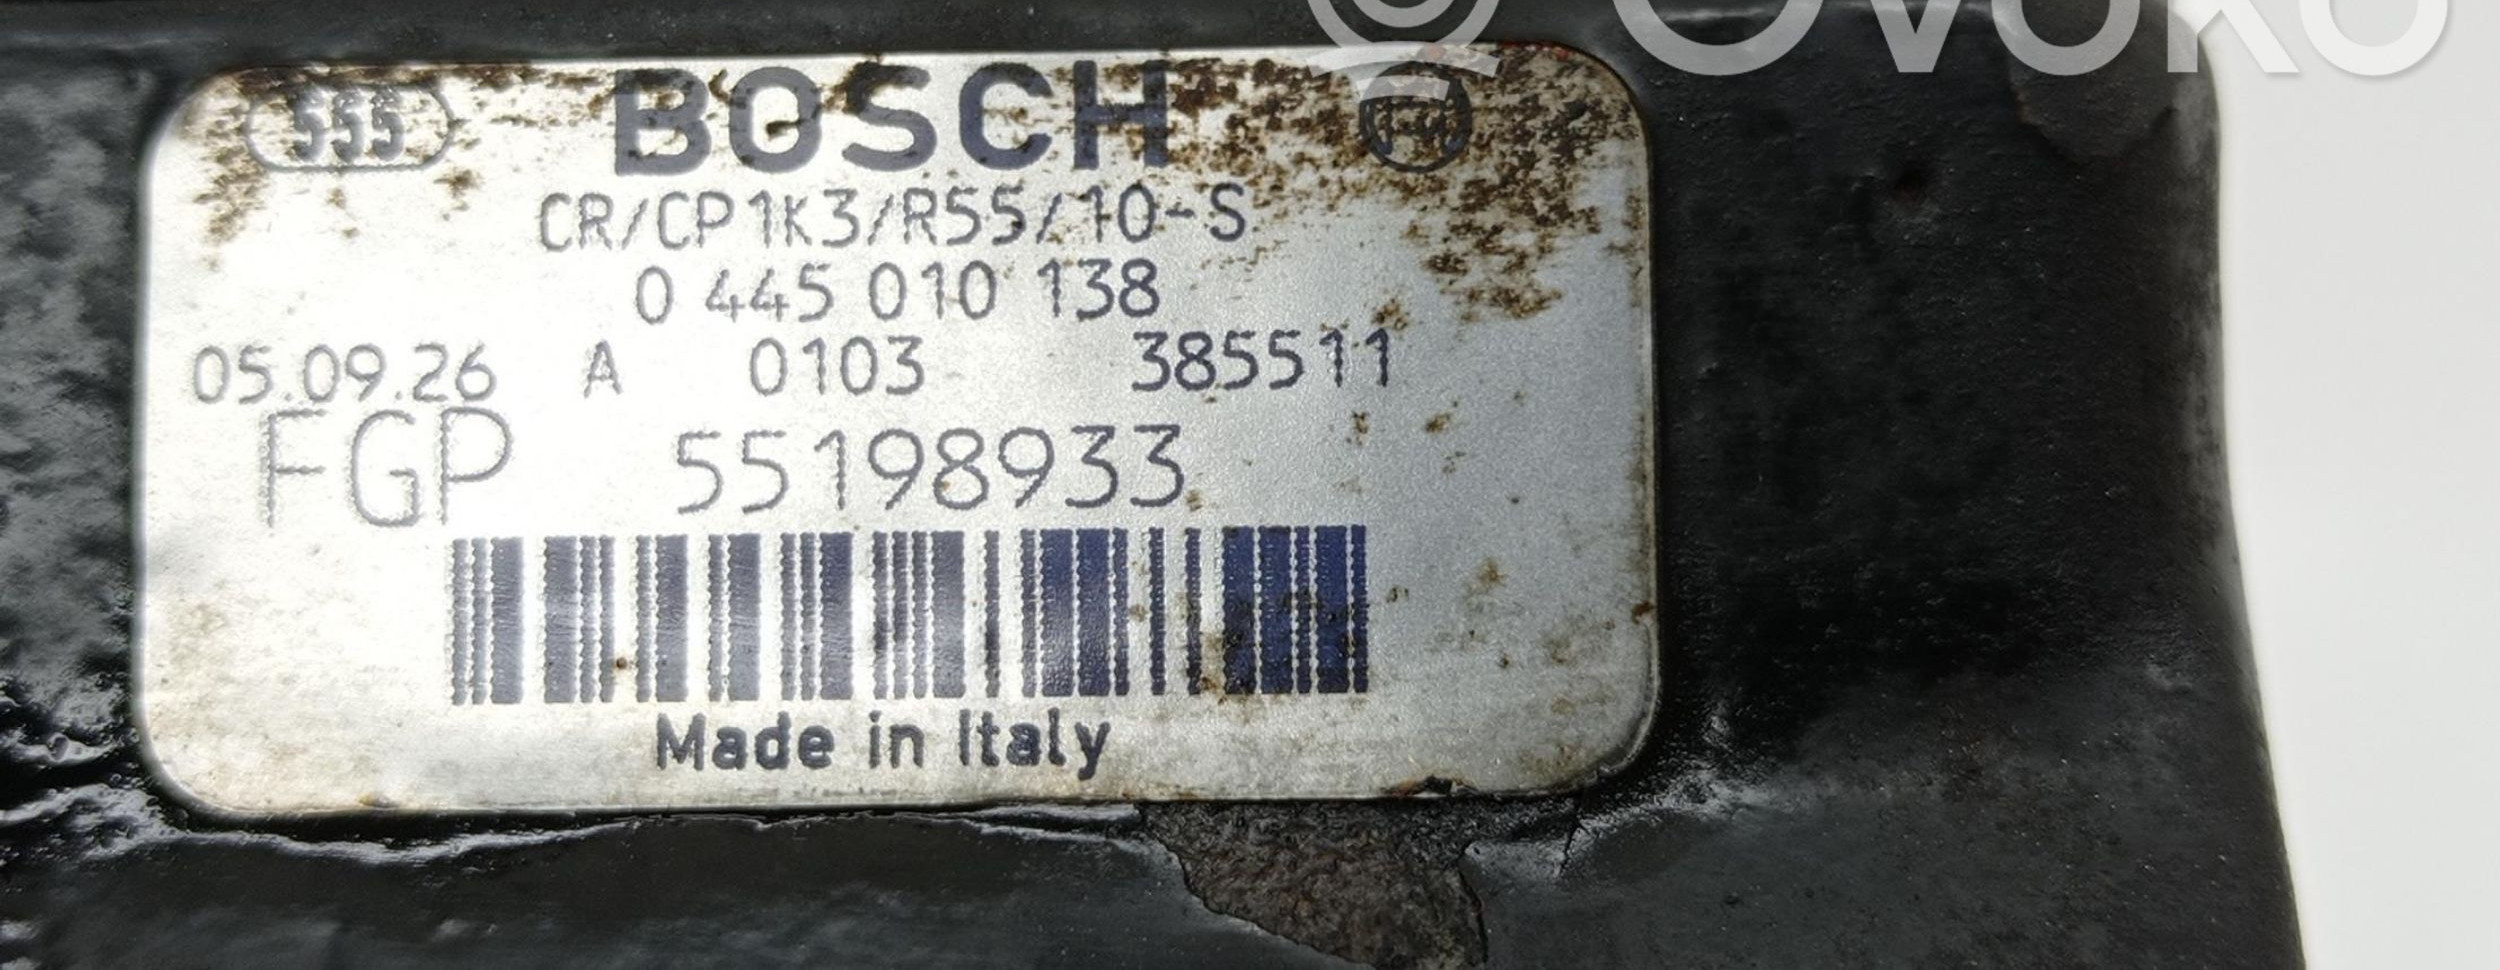 OVOKO
555 BOSCH
CR/CP1K3/R55/10-S
0 445 010 138
05.09.26 A 0103 385511
FGP 55198933
Made in Italy